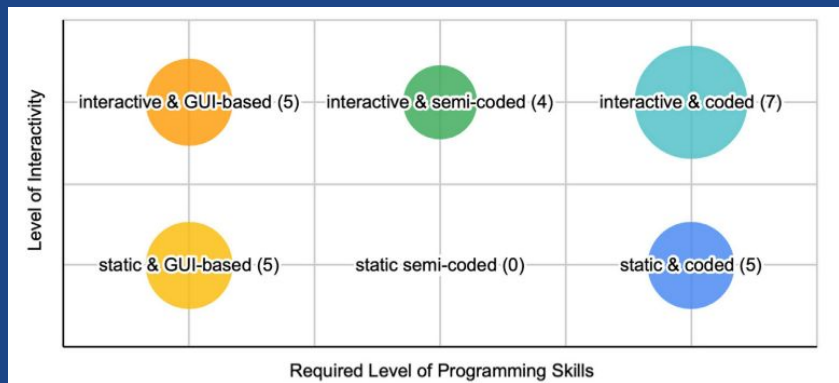 Level of Interactivity
interactive & GUI-based (5)
interactive & semi-coded (4)
interactive & coded (7)
static & GUI-based (5)
static semi-coded (0)
static & coded (5)
Required Level of Programming Skills